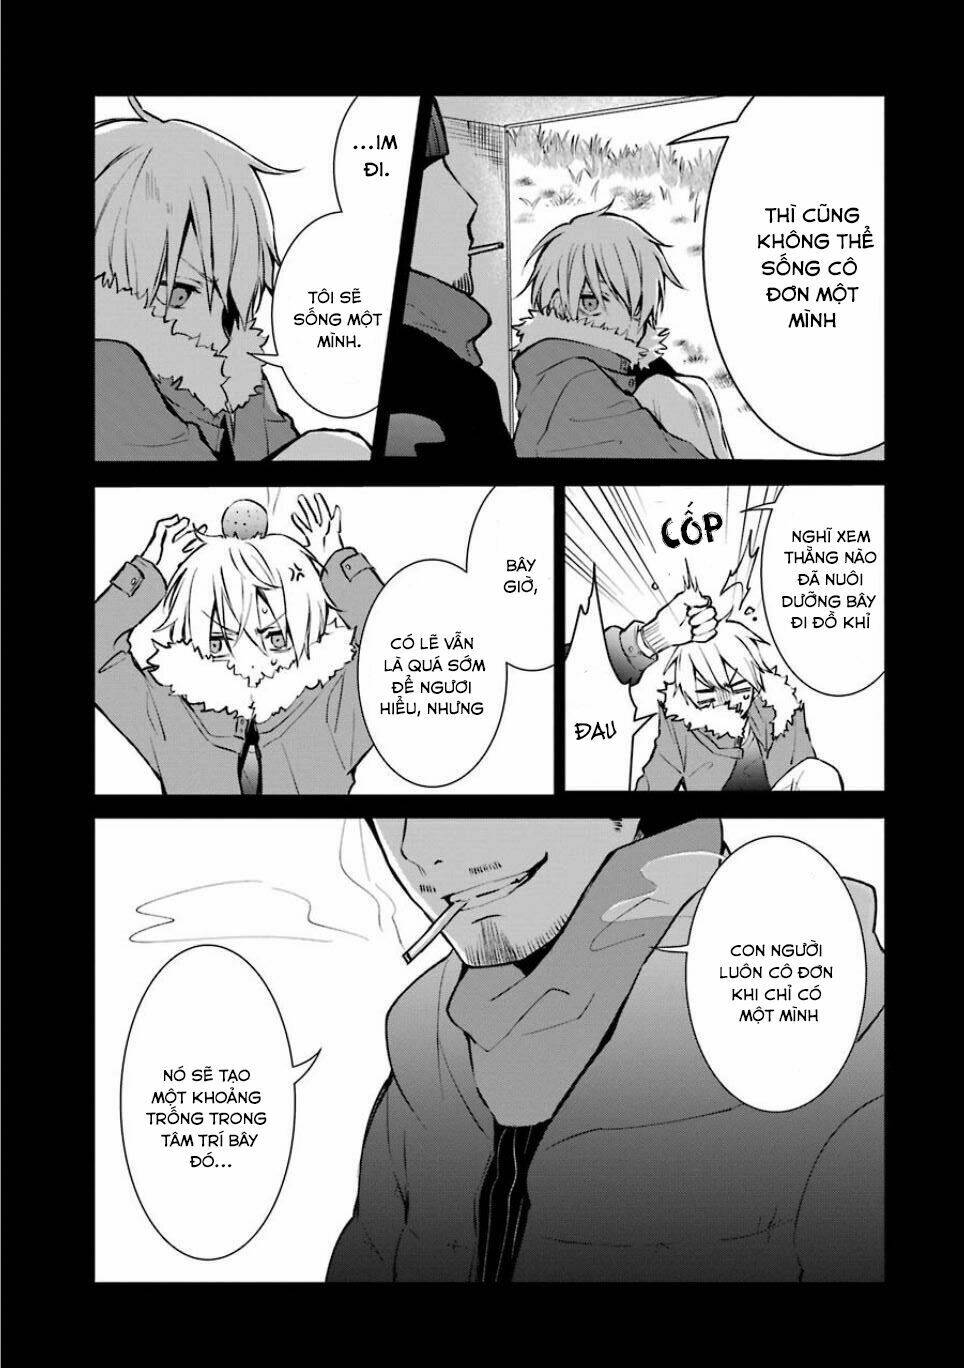 THÌ CŨNG
KHÔNG THỂ
SỐNG CÔ
ĐƠN MỘT
MÌNH
...IM
ĐI.
TÔI SẼ
SỐNG MỘT
MÌNH.
NGHĨ XEM
THẰNG NÀO
ĐÃ NUÔI
DƯỠNG BÂY
ĐI ĐỒ KHỈ
CỐP
ĐAU
BÂY
GIỜ,
CÓ LẼ VẪN
LÀ QUÁ SỚM
ĐỂ NGƯƠI
HIỂU, NHƯNG
CON NGƯỜI
LUÔN CÔ ĐƠN
KHI CHỈ CÓ
MỘT MÌNH
NÓ SẼ TẠO
MỘT KHOẢNG
TRỐNG TRONG
TÂM TRÍ BÂY
ĐÓ...